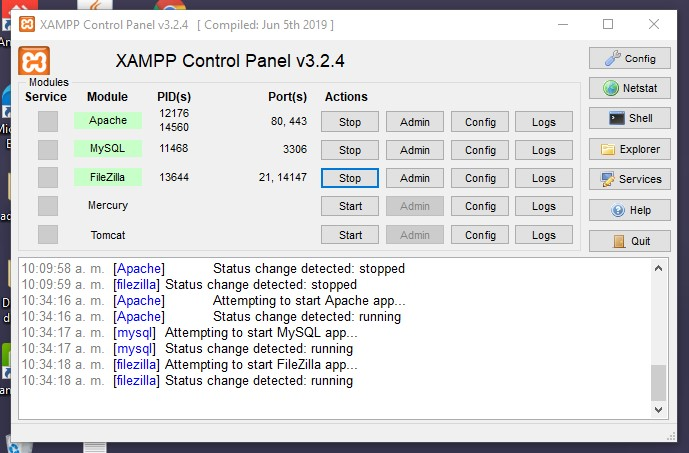 XAMPP Control Panel v3.2.4 [ Compiled: Jun 5th 2019 ]
XAMPP Control Panel v3.2.4
Config
Modules
Service Module PID(s) Port(s) Actions
Netstat
Apache 12176 14560 80, 443 Stop Admin Config Logs
Shell
MySQL 11468 3306 Stop Admin Config Logs
Explorer
FileZilla 13644 21, 14147 Stop Admin Config Logs
Services
Mercury Start Admin Config Logs
Help
Tomcat Start Admin Config Logs
Quit
10:09:58 a. m. [Apache] Status change detected: stopped
10:09:59 a. m. [filezilla] Status change detected: stopped
10:34:16 a. m. [Apache] Attempting to start Apache app...
10:34:16 a. m. [Apache] Status change detected: running
10:34:17 a. m. [mysql] Attempting to start MySQL app...
10:34:17 a. m. [mysql] Status change detected: running
10:34:18 a. m. [filezilla] Attempting to start FileZilla app...
10:34:18 a. m. [filezilla] Status change detected: running